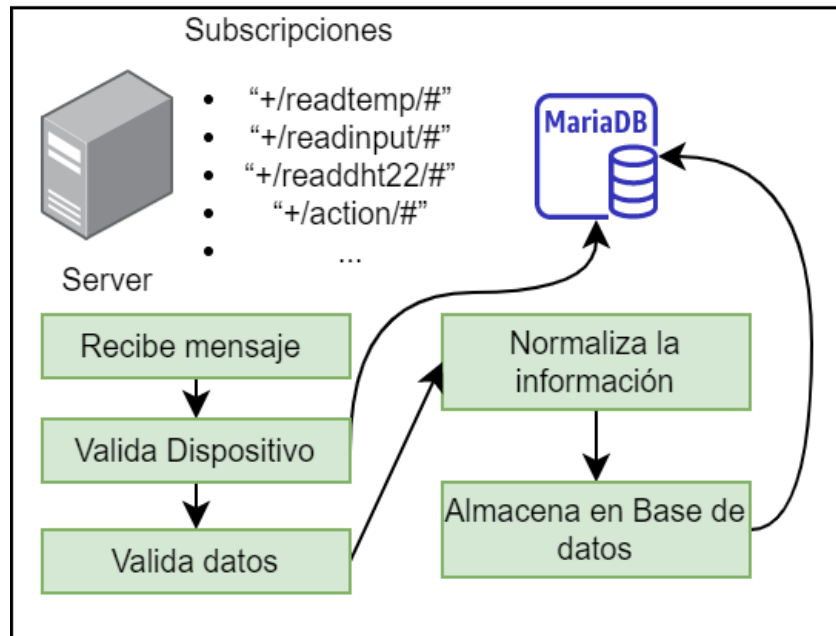 Subscripciones
• “+/readtemp/#”
• “+/readinput/#”
• “+/readdht22/#”
• “+/action/#”
• ...
MariaDB
Server
Recibe mensaje
Valida Dispositivo
Valida datos
Normaliza la
información
Almacena en Base de
datos